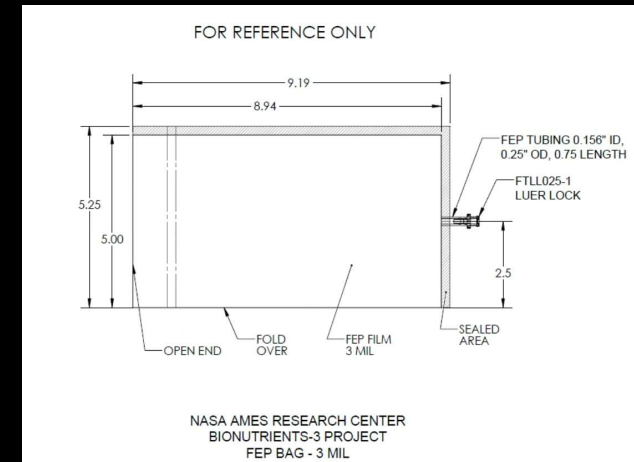 FOR REFERENCE ONLY
9.19
8.94
FEP TUBING 0.156" ID,
0.25" OD, 0.75 LENGTH
FTLL025-1
LUER LOCK
5.25
5.00
2.5
OPEN END
FOLD
OVER
FEP FILM
3 MIL
SEALED
AREA
NASA AMES RESEARCH CENTER
BIONUTRIENTS-3 PROJECT
FEP BAG - 3 MIL